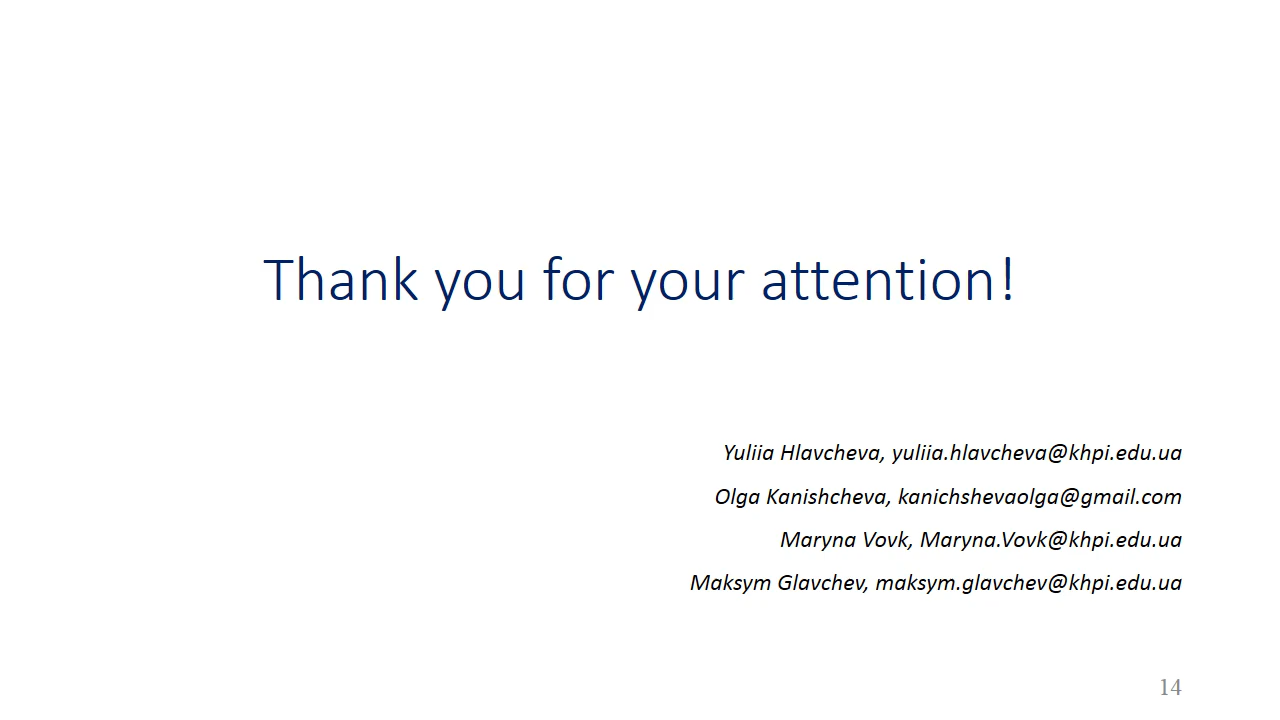 Thank you for your attention!
Yuliia Hlavcheva, yuliia.hlavcheva@khpi.edu.ua
Olga Kanishcheva, kanichshevaolga@gmail.com
Maryna Vovk, Maryna.Vovk@khpi.edu.ua
Maksym Glavchev, maksym.glavchev@khpi.edu.ua
14